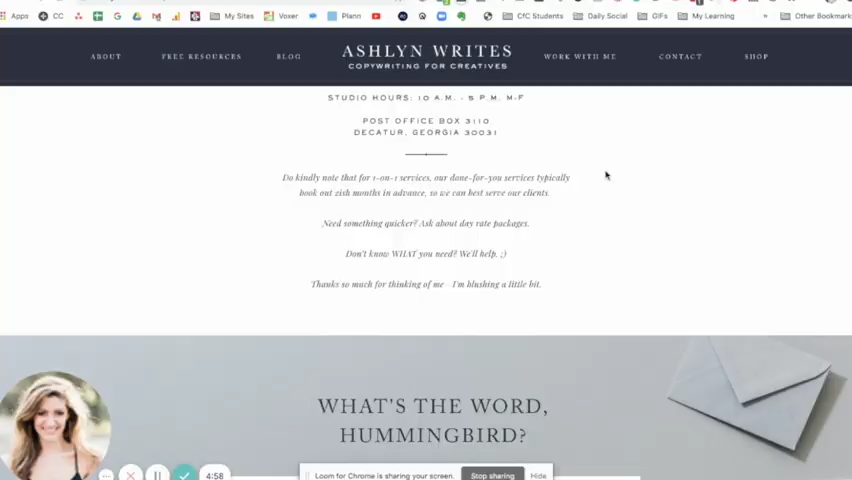 Apps CC My Sites Voxer Plann CfC Students Daily Social GIFs My Learning » Other Bookmark
ABOUT FREE RESOURCES BLOG ASHLYN WRITES WORK WITH ME CONTACT SHOP
COPYWRITING FOR CREATIVES
STUDIO HOURS: 10 A.M. - 5 P.M. M-F
POST OFFICE BOX 3110
DECATUR, GEORGIA 30031
Do kindly note that for 1-on-1 services, our done-for-you services typically
book out 2ish months in advance, so we can best serve our clients.
Need something quicker? Ask about day rate packages.
Don't know WHAT you need? We'll help. ;)
Thanks so much for thinking of me—I'm blushing a little bit.
WHAT'S THE WORD,
HUMMINGBIRD?
4:58
Loom for Chrome is sharing your screen. Stop sharing Hide